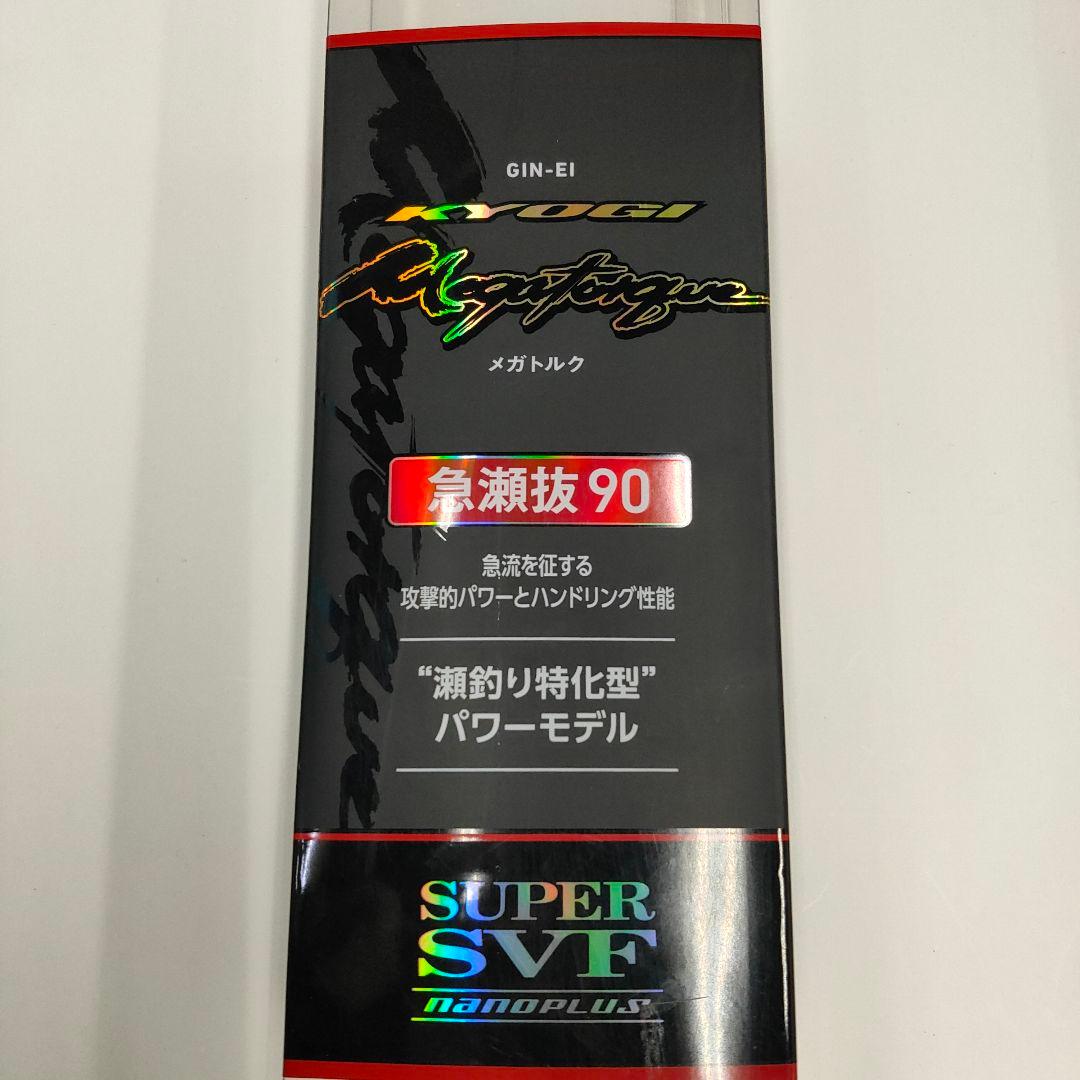 GIN-EI
KYOGI
Megatorque
メガトルク
急瀬抜 90
急流を征する
攻撃的パワーとハンドリング性能
“瀬釣り特化型”
パワーモデル
SUPER
SVF
nanoPLUS